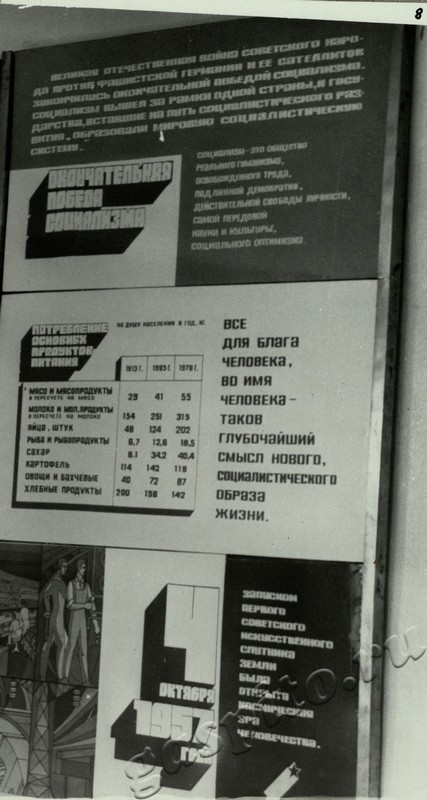 8
ВЕЛИКАЯ ОТЕЧЕСТВЕННАЯ ВОЙНА СОВЕТСКОГО НАРО-
ДА ПРОТИВ ФАШИСТСКОЙ ГЕРМАНИИ И ЕЕ САТЕЛЛИТОВ
ЗАКОНЧИЛАСЬ ОКОНЧАТЕЛЬНОЙ ПОБЕДОЙ СОЦИАЛИЗМА.
СОЦИАЛИЗМ ВЫШЕЛ ЗА РАМКИ ОДНОЙ СТРАНЫ, И ГОСУ-
ДАРСТВА, ВСТАВШИЕ НА ПУТЬ СОЦИАЛИСТИЧЕСКОГО РАЗ-
ВИТИЯ, ОБРАЗОВАЛИ МИРОВУЮ СОЦИАЛИСТИЧЕСКУЮ
СИСТЕМУ.
ОКОНЧАТЕЛЬНАЯ
ПОБЕДА
СОЦИАЛИЗМА
СОЦИАЛИЗМ-ЭТО ОБЩЕСТВО
РЕАЛЬНОГО ГУМАНИЗМА,
ОСВОБОЖДЕННОГО ТРУДА,
ПОДЛИННОЙ ДЕМОКРАТИИ,
ДЕЙСТВИТЕЛЬНОЙ СВОБОДЫ ЛИЧНОСТИ,
САМОЙ ПЕРЕДОВОЙ
НАУКИ И КУЛЬТУРЫ,
СОЦИАЛЬНОГО ОПТИМИЗМА.
ПОТРЕБЛЕНИЕ
ОСНОВНЫХ
ПРОДУКТОВ
ПИТАНИЯ
НА ДУШУ НАСЕЛЕНИЯ В ГОД, КГ
1913 Г. 1965 Г. 1978 Г.
МЯСО И МЯСОПРОДУКТЫ
В ПЕРЕСЧЕТЕ НА МЯСО 29 41 55
МОЛОКО И МОЛ.ПРОДУКТЫ
В ПЕРЕСЧЕТЕ НА МОЛОКО 154 251 315
ЯЙЦА, ШТУК 48 124 202
РЫБА И РЫБОПРОДУКТЫ 6,7 12,6 18,5
САХАР 8.1 34,2 40,4
КАРТОФЕЛЬ 114 142 118
ОВОЩИ И БАХЧЕВЫЕ 40 72 87
ХЛЕБНЫЕ ПРОДУКТЫ 200 156 142
ВСЕ
ДЛЯ БЛАГА
ЧЕЛОВЕКА,
ВО ИМЯ
ЧЕЛОВЕКА-
ТАКОВ
ГЛУБОЧАЙШИЙ
СМЫСЛ НОВОГО,
СОЦИАЛИСТИЧЕСКОГО
ОБРАЗА
ЖИЗНИ.
4
ОКТЯБРЯ
1957
ЗАПУСКОМ
ПЕРВОГО
СОВЕТСКОГО
ИСКУССТВЕННОГО
СПУТНИКА
ЗЕМЛИ
БЫЛА
ОТКРЫТА
КОСМИЧЕСКАЯ
ЭРА
ЧЕЛОВЕЧЕСТВА.